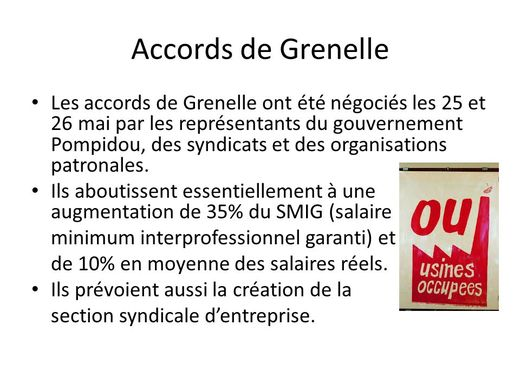 Accords de Grenelle
• Les accords de Grenelle ont été négociés les 25 et
26 mai par les représentants du gouvernement
Pompidou, des syndicats et des organisations
patronales.
• Ils aboutissent essentiellement à une
augmentation de 35% du SMIG (salaire
minimum interprofessionnel garanti) et
de 10% en moyenne des salaires réels.
• Ils prévoient aussi la création de la
section syndicale d’entreprise.
OUI
usines
occupées